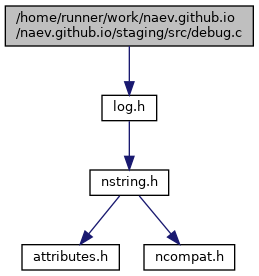 /home/runner/work/naev.github.io
/naev.github.io/staging/src/debug.c
log.h
nstring.h
attributes.h
ncompat.h